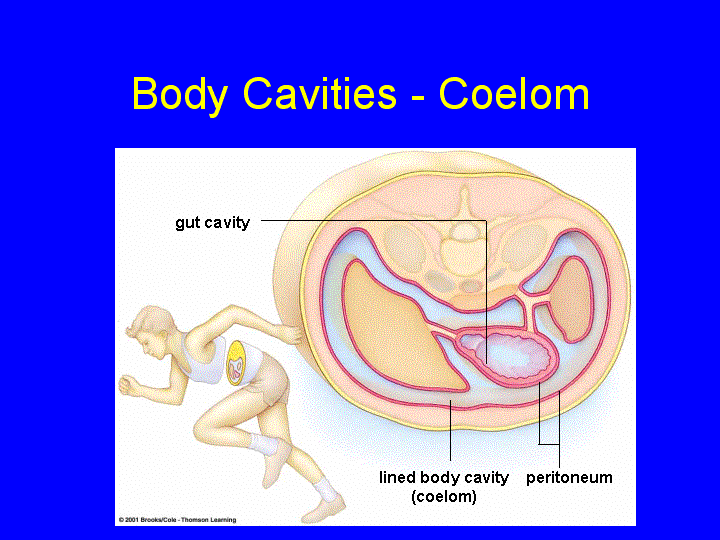 Body Cavities - Coelom
gut cavity
lined body cavity
(coelom)
peritoneum
© 2001 Brooks/Cole - Thomson Learning